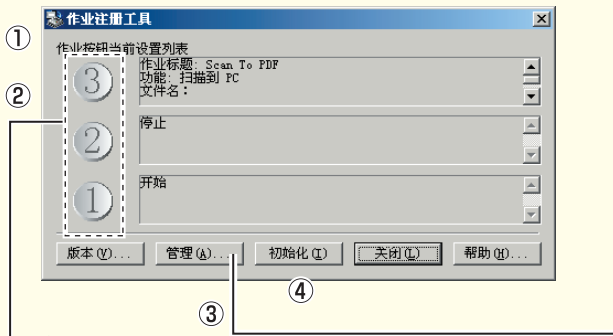 作业注册工具
①
作业按钮当前设置列表
②
3
作业标题: Scan To PDF
功能: 扫描到 PC
文件名：
2
停止
1
开始
版本(V)... 管理(A)... 初始化(I) 关闭(L) 帮助(H)...
③
④